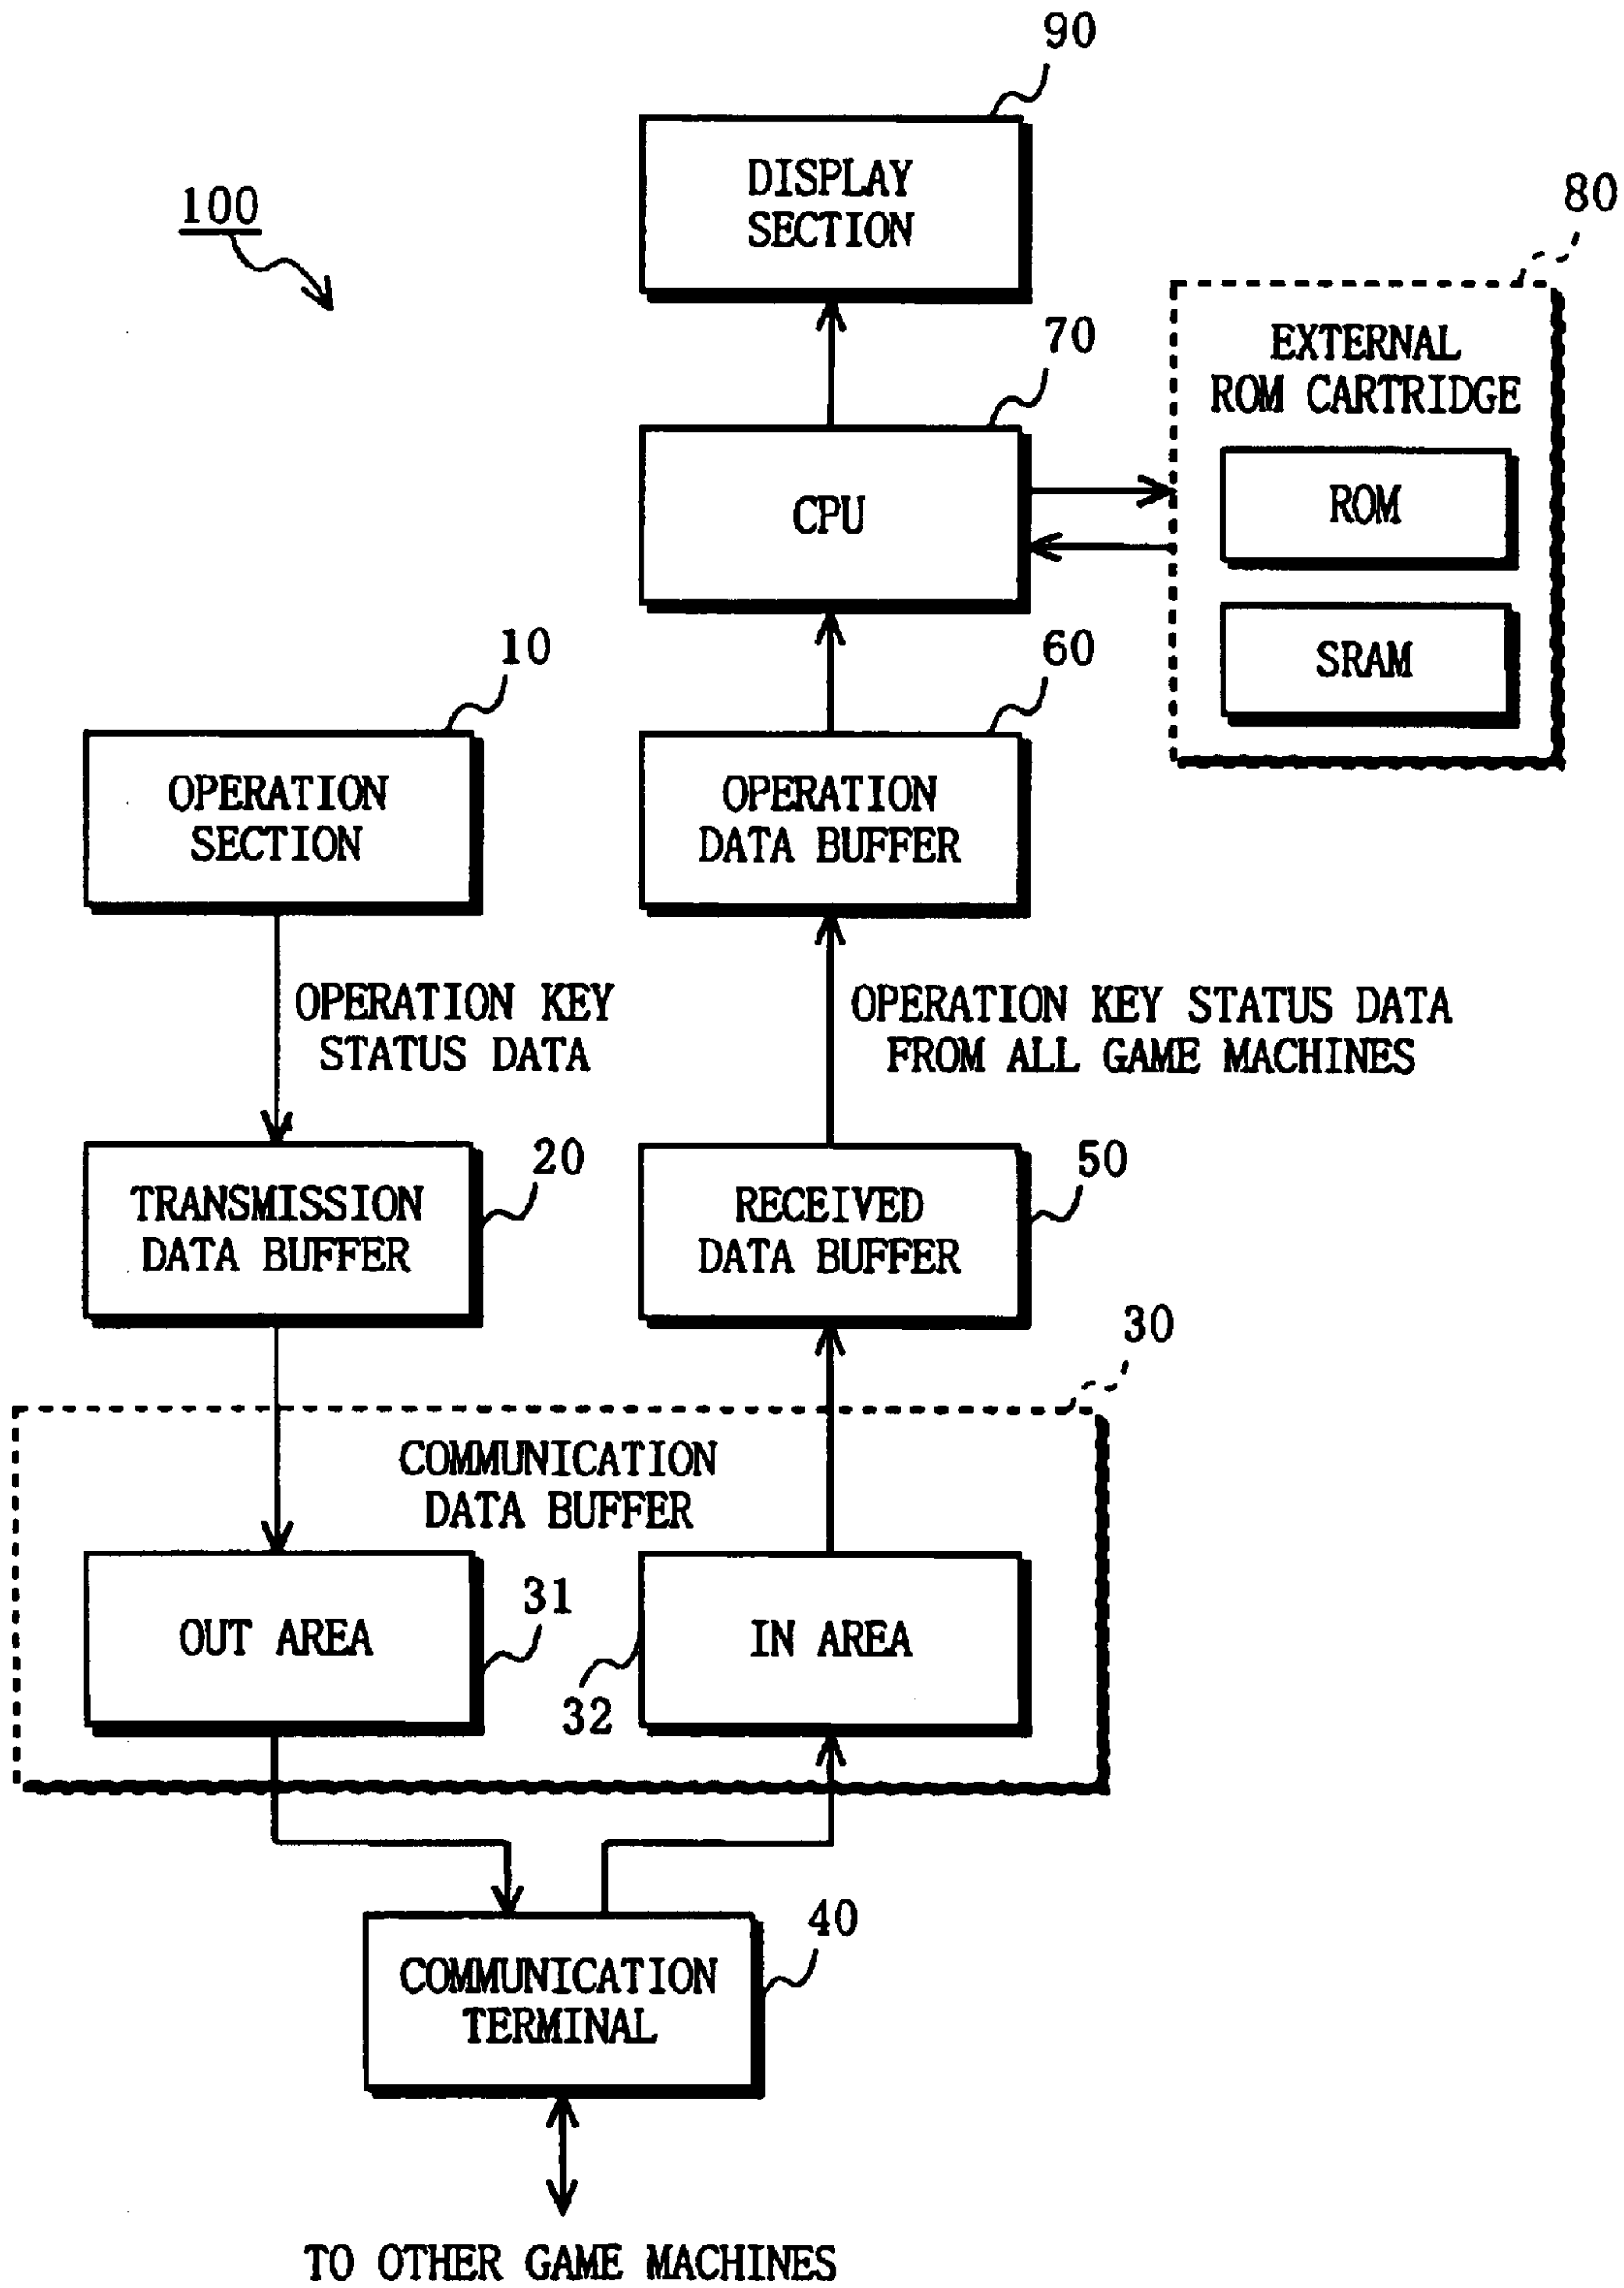 90
DISPLAY
SECTION
100
80
EXTERNAL
ROM CARTRIDGE
ROM
SRAM
70
CPU
10
OPERATION
SECTION
60
OPERATION
DATA BUFFER
OPERATION KEY
STATUS DATA
OPERATION KEY STATUS DATA
FROM ALL GAME MACHINES
20
TRANSMISSION
DATA BUFFER
50
RECEIVED
DATA BUFFER
30
COMMUNICATION
DATA BUFFER
OUT AREA
31
32
IN AREA
40
COMMUNICATION
TERMINAL
TO OTHER GAME MACHINES